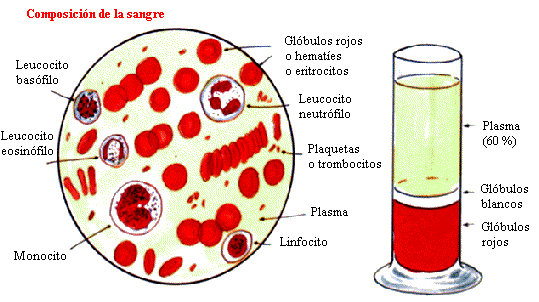 Composición de la sangre
Glóbulos rojos
o hematíes
o eritrocitos
Leucocito
basófilo
Leucocito
neutrófilo
Leucocito
eosinófilo
Plaquetas
o trombocitos
Plasma
Linfocito
Monocito
Plasma
(60 %)
Glóbulos
blancos
Glóbulos
rojos